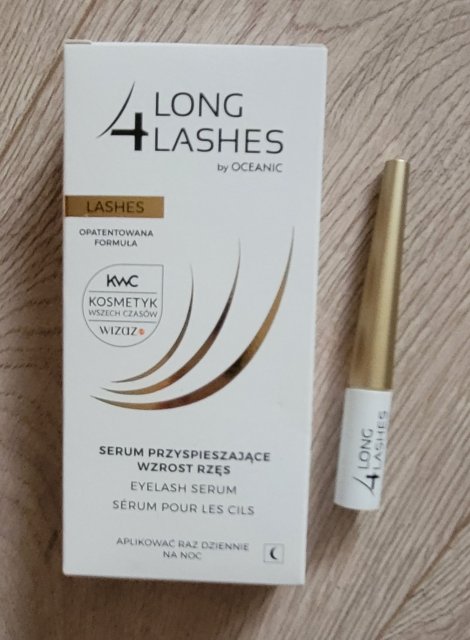 4 LONG
LASHES
by OCEANIC
LASHES
OPATENTOWANA
FORMUŁA
KWC
KOSMETYK
WSZECH CZASÓW
WIZAZ
SERUM PRZYSPIESZAJĄCE
WZROST RZĘS
EYELASH SERUM
SÉRUM POUR LES CILS
APLIKOWAĆ RAZ DZIENNIE
NA NOC
4 LONG
LASHES